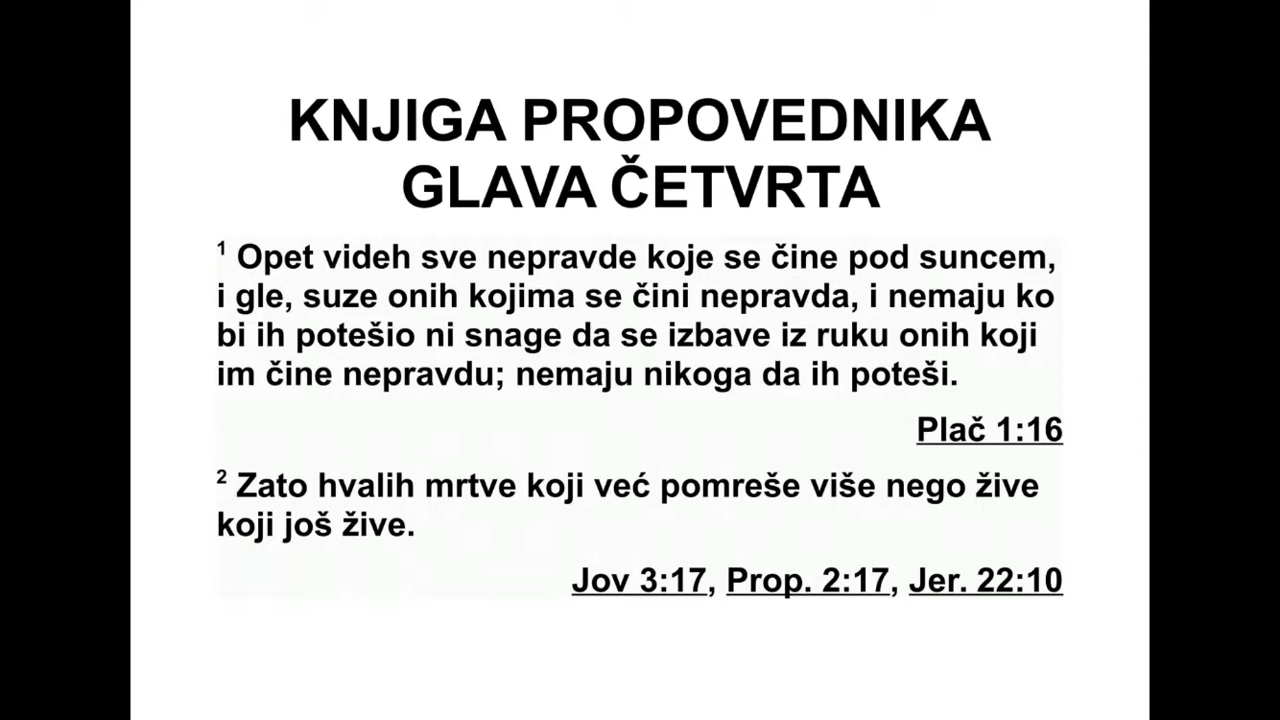 KNJIGA PROPOVEDNIKA
GLAVA ČETVRTA
1 Opet videh sve nepravde koje se čine pod suncem,
i gle, suze onih kojima se čini nepravda, i nemaju ko
bi ih potešio ni snage da se izbave iz ruku onih koji
im čine nepravdu; nemaju nikoga da ih poteši.
Plač 1:16
2 Zato hvalih mrtve koji već pomreše više nego žive
koji još žive.
Jov 3:17, Prop. 2:17, Jer. 22:10